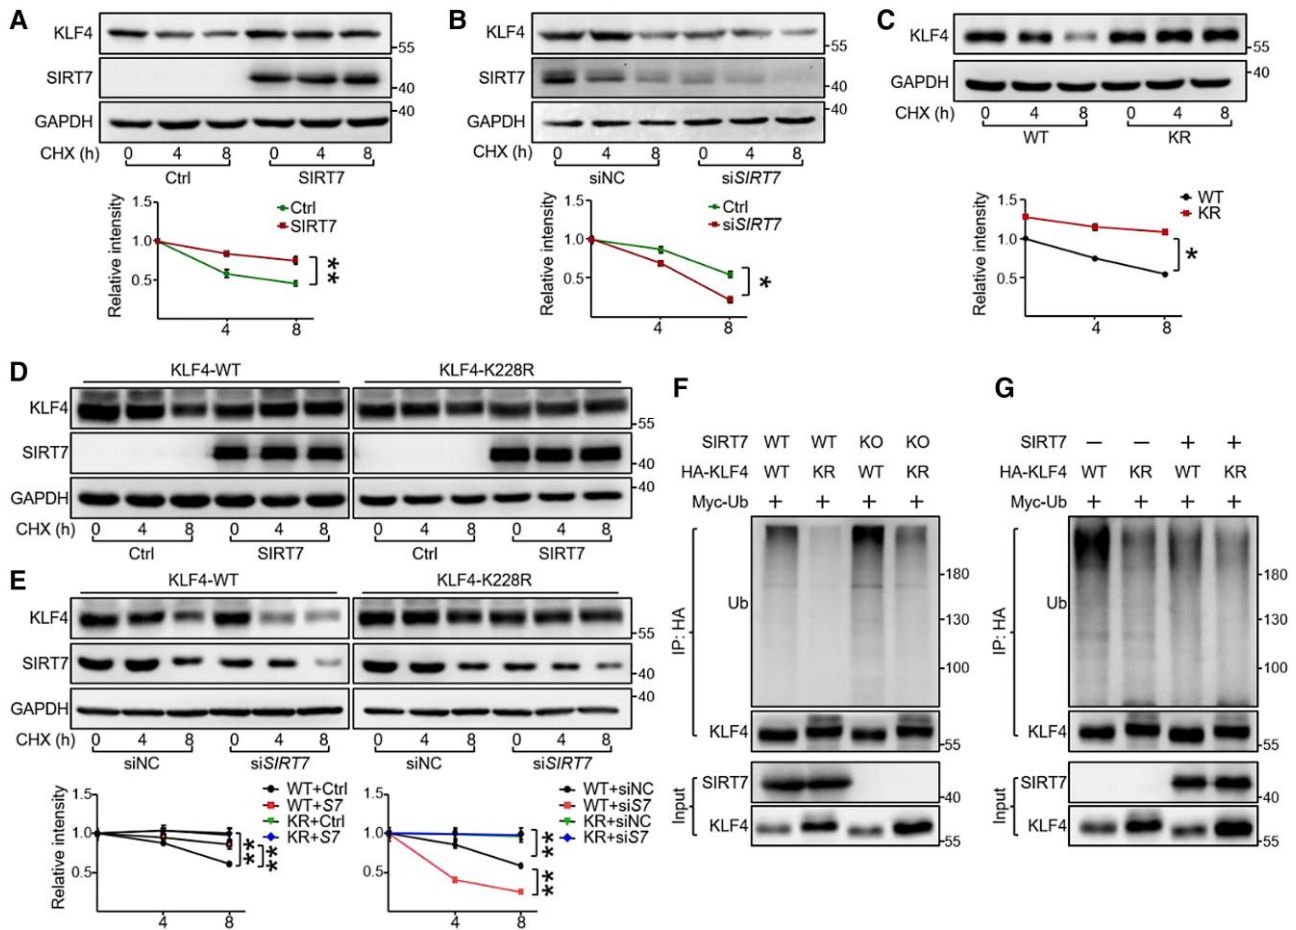 A
KLF4
55
SIRT7
40
GAPDH
40
CHX (h) 0 4 8 0 4 8
Ctrl SIRT7
Relative intensity
1.5
1.0
0.5
4 8
Ctrl
SIRT7
**
B
KLF4
55
SIRT7
40
GAPDH
40
CHX (h) 0 4 8 0 4 8
siNC siSIRT7
Relative intensity
1.5
1.0
0.5
4 8
Ctrl
siSIRT7
*
C
KLF4
55
GAPDH
40
CHX (h) 0 4 8 0 4 8
WT KR
Relative intensity
1.5
1.0
0.5
4 8
WT
KR
*
D
KLF4-WT KLF4-K228R
KLF4
55
SIRT7
40
GAPDH
40
CHX (h) 0 4 8 0 4 8 0 4 8 0 4 8
Ctrl SIRT7 Ctrl SIRT7
E
KLF4-WT KLF4-K228R
KLF4
55
SIRT7
40
GAPDH
40
CHX (h) 0 4 8 0 4 8 0 4 8 0 4 8
siNC siSIRT7 siNC siSIRT7
Relative intensity
1.5
1.0
0.5
4 8
WT+Ctrl
WT+S7
KR+Ctrl
KR+S7
** **
1.5
1.0
0.5
4 8
WT+siNC
WT+siS7
KR+siNC
KR+siS7
**
**
F
SIRT7 WT WT KO KO
HA-KLF4 WT KR WT KR
Myc-Ub + + + +
IP: HA
Ub
180
130
100
KLF4
55
Input
SIRT7
40
KLF4
55
G
SIRT7 — — + +
HA-KLF4 WT KR WT KR
Myc-Ub + + + +
IP: HA
Ub
180
130
100
KLF4
55
Input
SIRT7
40
KLF4
55